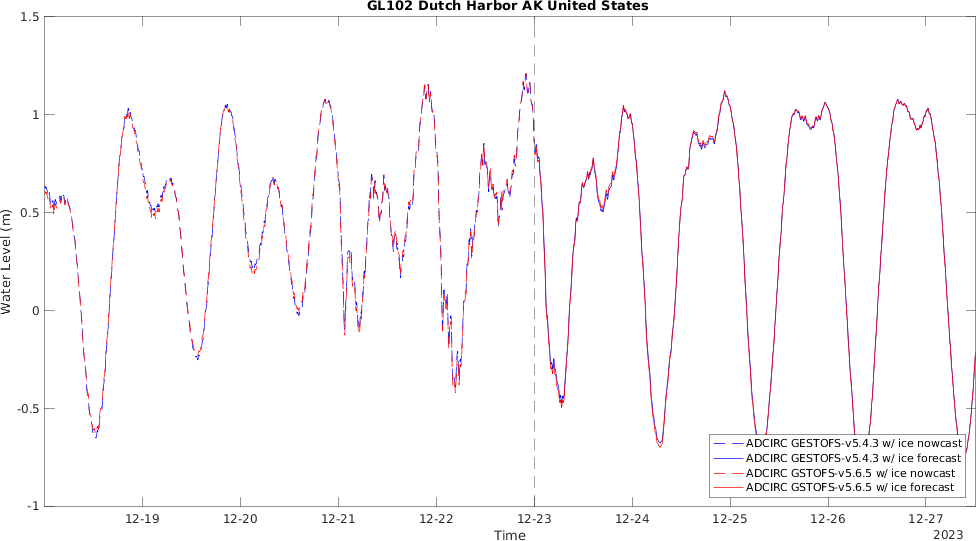 GL102 Dutch Harbor AK United States
1.5
1
0.5
0
-0.5
-1
Water Level (m)
12-19 12-20 12-21 12-22 12-23 12-24 12-25 12-26 12-27
Time
2023
ADCIRC GESTOFS-v5.4.3 w/ ice nowcast
ADCIRC GESTOFS-v5.4.3 w/ ice forecast
ADCIRC GSTOFS-v5.6.5 w/ ice nowcast
ADCIRC GSTOFS-v5.6.5 w/ ice forecast